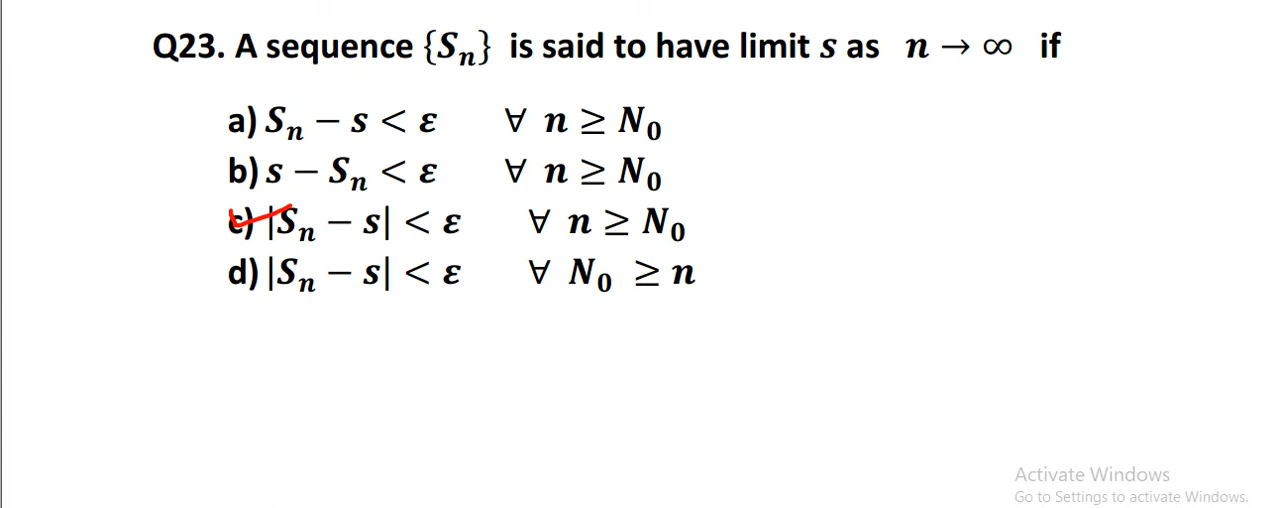 Q23. A sequence {Sₙ} is said to have limit s as n → ∞ if
a) Sₙ − s < ε ∀ n ≥ N₀
b) s − Sₙ < ε ∀ n ≥ N₀
c) |Sₙ − s| < ε ∀ n ≥ N₀
d) |Sₙ − s| < ε ∀ N₀ ≥ n
Activate Windows
Go to Settings to activate Windows.